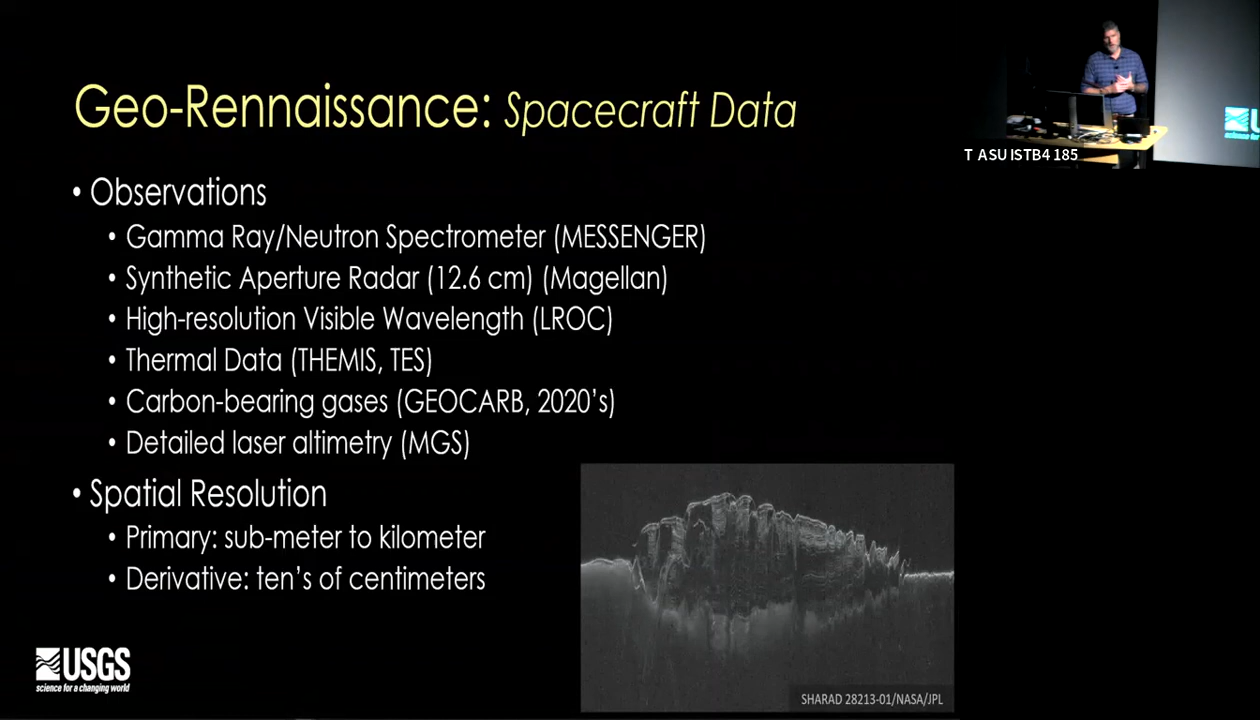 Geo-Rennaissance: Spacecraft Data
T ASU ISTB4 185
• Observations
• Gamma Ray/Neutron Spectrometer (MESSENGER)
• Synthetic Aperture Radar (12.6 cm) (Magellan)
• High-resolution Visible Wavelength (LROC)
• Thermal Data (THEMIS, TES)
• Carbon-bearing gases (GEOCARB, 2020's)
• Detailed laser altimetry (MGS)
• Spatial Resolution
• Primary: sub-meter to kilometer
• Derivative: ten's of centimeters
USGS
science for a changing world
SHARAD 28213-01/NASA/JPL